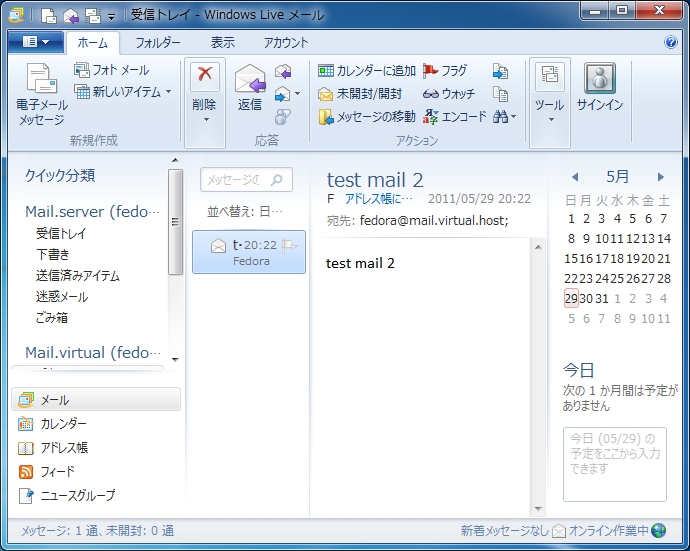 受信トレイ - Windows Live メール
ホーム フォルダー 表示 アカウント
電子メール
メッセージ
フォト メール
新しいアイテム
新規作成
削除
返信
応答
カレンダーに追加
未開封/開封
メッセージの移動
フラグ
ウォッチ
エンコード
アクション
ツール
サインイン
クイック分類
Mail.server (fedo…
受信トレイ
下書き
送信済みアイテム
迷惑メール
ごみ箱
Mail.virtual (fedo…
メール
カレンダー
アドレス帳
フィード
ニュースグループ
メッセージの
並べ替え: 日…
t… 20:22
Fedora
test mail 2
F アドレス帳に… 2011/05/29 20:22
宛先: fedora@mail.virtual.host;
test mail 2
5月
日 月 火 水 木 金 土
1 2 3 4 5 6 7
8 9 10 11 12 13 14
15 16 17 18 19 20 21
22 23 24 25 26 27 28
29 30 31 1 2 3 4
5 6 7 8 9 10 11
今日
次の 1 か月間は予定が
ありません
今日 (05/29) の
予定をここから入力
できます
メッセージ: 1 通、未開封: 0 通
新着メッセージなし
オンライン作業中